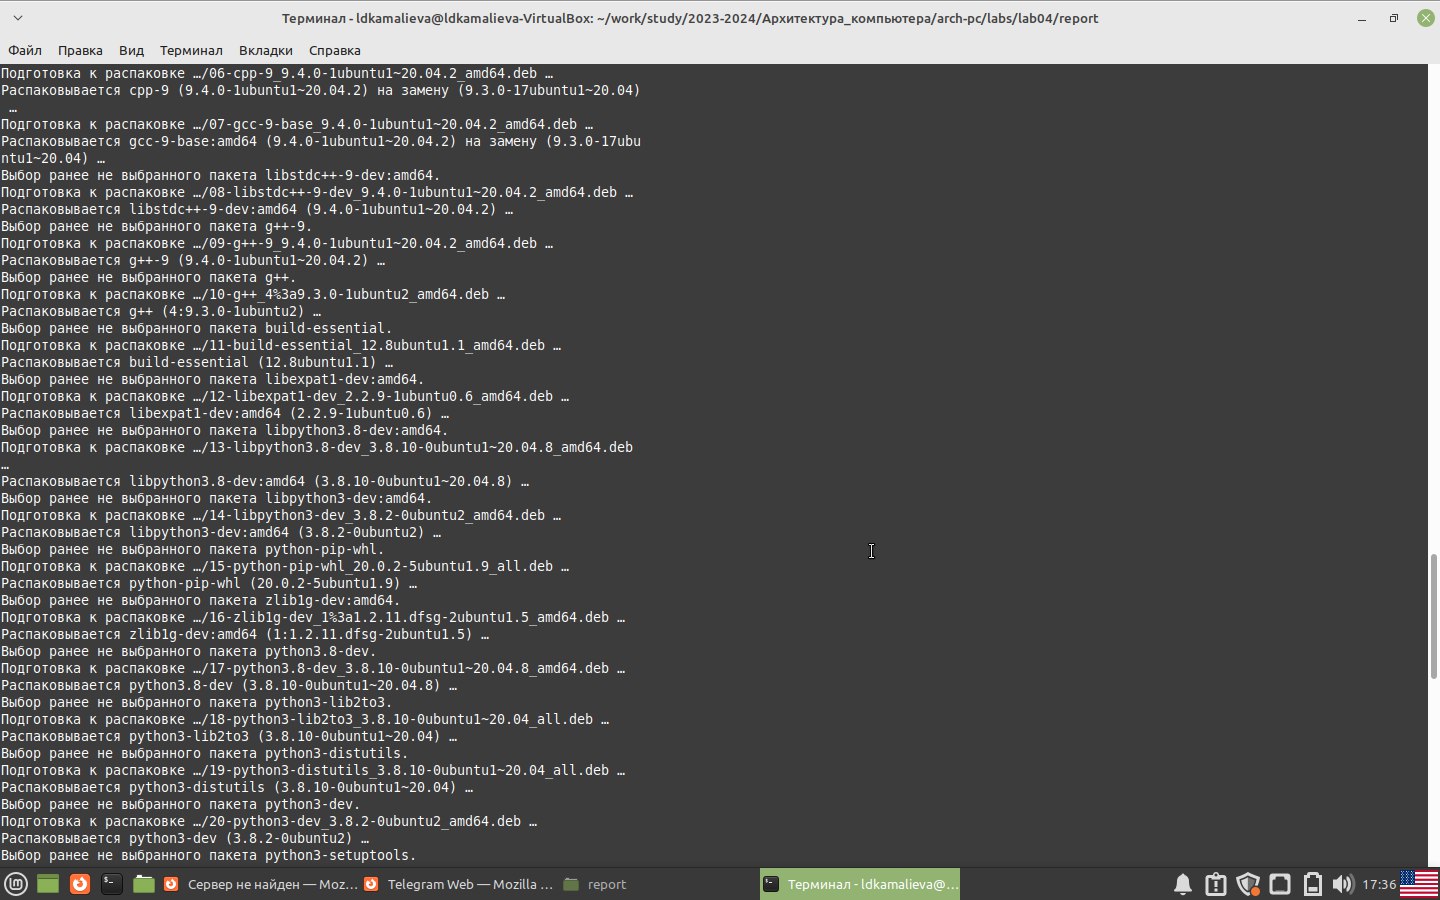 Терминал - ldkamalieva@ldkamalieva-VirtualBox: ~/work/study/2023-2024/Архитектура_компьютера/arch-pc/labs/lab04/report
Файл Правка Вид Терминал Вкладки Справка
Подготовка к распаковке …/06-cpp-9_9.4.0-1ubuntu1~20.04.2_amd64.deb …
Распаковывается cpp-9 (9.4.0-1ubuntu1~20.04.2) на замену (9.3.0-17ubuntu1~20.04)
…
Подготовка к распаковке …/07-gcc-9-base_9.4.0-1ubuntu1~20.04.2_amd64.deb …
Распаковывается gcc-9-base:amd64 (9.4.0-1ubuntu1~20.04.2) на замену (9.3.0-17ubu
ntu1~20.04) …
Выбор ранее не выбранного пакета libstdc++-9-dev:amd64.
Подготовка к распаковке …/08-libstdc++-9-dev_9.4.0-1ubuntu1~20.04.2_amd64.deb …
Распаковывается libstdc++-9-dev:amd64 (9.4.0-1ubuntu1~20.04.2) …
Выбор ранее не выбранного пакета g++-9.
Подготовка к распаковке …/09-g++-9_9.4.0-1ubuntu1~20.04.2_amd64.deb …
Распаковывается g++-9 (9.4.0-1ubuntu1~20.04.2) …
Выбор ранее не выбранного пакета g++.
Подготовка к распаковке …/10-g++_4%3a9.3.0-1ubuntu2_amd64.deb …
Распаковывается g++ (4:9.3.0-1ubuntu2) …
Выбор ранее не выбранного пакета build-essential.
Подготовка к распаковке …/11-build-essential_12.8ubuntu1.1_amd64.deb …
Распаковывается build-essential (12.8ubuntu1.1) …
Выбор ранее не выбранного пакета libexpat1-dev:amd64.
Подготовка к распаковке …/12-libexpat1-dev_2.2.9-1ubuntu0.6_amd64.deb …
Распаковывается libexpat1-dev:amd64 (2.2.9-1ubuntu0.6) …
Выбор ранее не выбранного пакета libpython3.8-dev:amd64.
Подготовка к распаковке …/13-libpython3.8-dev_3.8.10-0ubuntu1~20.04.8_amd64.deb
…
Распаковывается libpython3.8-dev:amd64 (3.8.10-0ubuntu1~20.04.8) …
Выбор ранее не выбранного пакета libpython3-dev:amd64.
Подготовка к распаковке …/14-libpython3-dev_3.8.2-0ubuntu2_amd64.deb …
Распаковывается libpython3-dev:amd64 (3.8.2-0ubuntu2) …
Выбор ранее не выбранного пакета python-pip-whl.
Подготовка к распаковке …/15-python-pip-whl_20.0.2-5ubuntu1.9_all.deb …
Распаковывается python-pip-whl (20.0.2-5ubuntu1.9) …
Выбор ранее не выбранного пакета zlib1g-dev:amd64.
Подготовка к распаковке …/16-zlib1g-dev_1%3a1.2.11.dfsg-2ubuntu1.5_amd64.deb …
Распаковывается zlib1g-dev:amd64 (1:1.2.11.dfsg-2ubuntu1.5) …
Выбор ранее не выбранного пакета python3.8-dev.
Подготовка к распаковке …/17-python3.8-dev_3.8.10-0ubuntu1~20.04.8_amd64.deb …
Распаковывается python3.8-dev (3.8.10-0ubuntu1~20.04.8) …
Выбор ранее не выбранного пакета python3-lib2to3.
Подготовка к распаковке …/18-python3-lib2to3_3.8.10-0ubuntu1~20.04_all.deb …
Распаковывается python3-lib2to3 (3.8.10-0ubuntu1~20.04) …
Выбор ранее не выбранного пакета python3-distutils.
Подготовка к распаковке …/19-python3-distutils_3.8.10-0ubuntu1~20.04_all.deb …
Распаковывается python3-distutils (3.8.10-0ubuntu1~20.04) …
Выбор ранее не выбранного пакета python3-dev.
Подготовка к распаковке …/20-python3-dev_3.8.2-0ubuntu2_amd64.deb …
Распаковывается python3-dev (3.8.2-0ubuntu2) …
Выбор ранее не выбранного пакета python3-setuptools.
Сервер не найден — Moz… Telegram Web — Mozilla … report Терминал - ldkamalieva@… 17:36